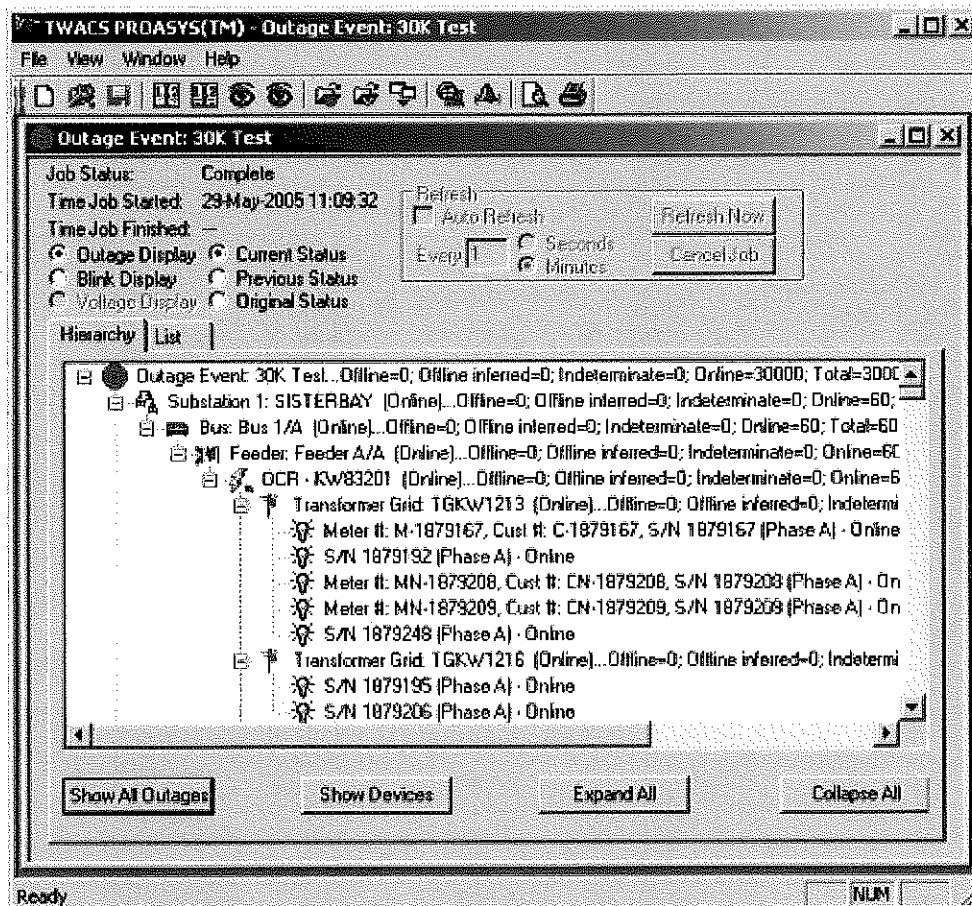 TWACS PROASYS(TM) - Outage Event: 30K Test
File View Window Help
Outage Event: 30K Test
Job Status: Complete
Time Job Started: 29-May-2005 11:09:32
Time Job Finished: —
Refresh
Auto Refresh
Refresh Now
Every 1
Seconds
Minutes
Cancel Job
Outage Display Current Status
Blink Display Previous Status
Voltage Display Original Status
Hierarchy List
Outage Event: 30K Test...Offline=0; Offline inferred=0; Indeterminate=0; Online=30000; Total=3000
Substation 1: SISTERBAY (Online)...Offline=0; Offline inferred=0; Indeterminate=0; Online=60;
Bus: Bus 1/A (Online)...Offline=0; Offline inferred=0; Indeterminate=0; Online=60; Total=60
Feeder: Feeder A/A (Online)...Offline=0; Offline inferred=0; Indeterminate=0; Online=60
OCR - KW83201 (Online)...Offline=0; Offline inferred=0; Indeterminate=0; Online=6
Transformer Grid: TGKW1213 (Online)...Offline=0; Offline inferred=0; Indetermi
Meter #: M-1879167, Cust #: C-1879167, S/N 1879167 (Phase A) - Online
S/N 1879192 (Phase A) - Online
Meter #: MN-1879208, Cust #: CN-1879208, S/N 1879208 (Phase A) - On
Meter #: MN-1879209, Cust #: CN-1879209, S/N 1879209 (Phase A) - On
S/N 1879248 (Phase A) - Online
Transformer Grid: TGKW1216 (Online)...Offline=0; Offline inferred=0; Indetermi
S/N 1879195 (Phase A) - Online
S/N 1879206 (Phase A) - Online
Show All Outages Show Devices Expand All Collapse All
Ready NUM